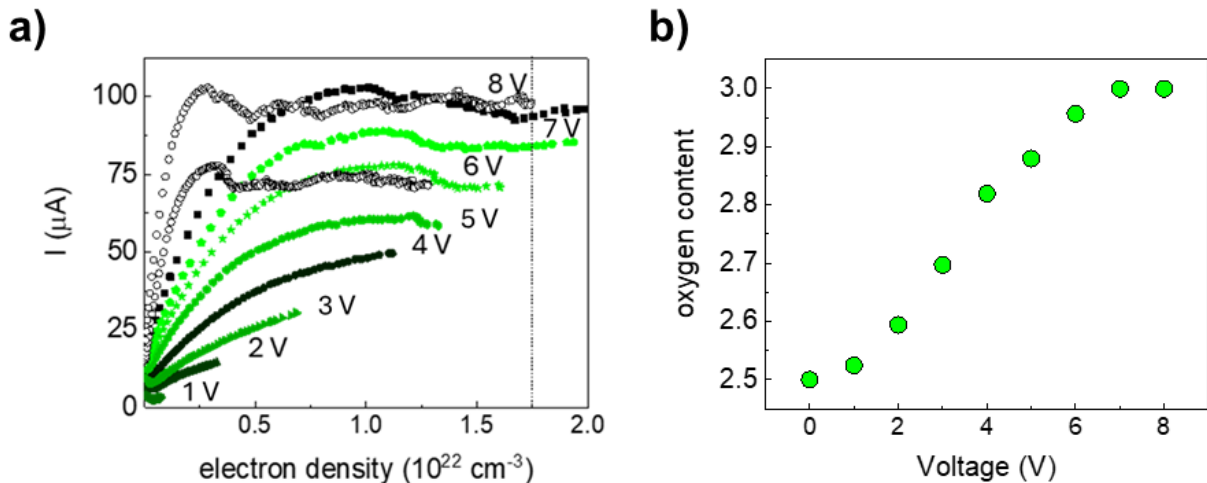 a)
I (μA)
100
75
50
25
0
8 V
7 V
6 V
5 V
4 V
3 V
2 V
1 V
0.5
1.0
1.5
2.0
electron density (10²² cm⁻³)
b)
oxygen content
3.0
2.9
2.8
2.7
2.6
2.5
0
2
4
6
8
Voltage (V)